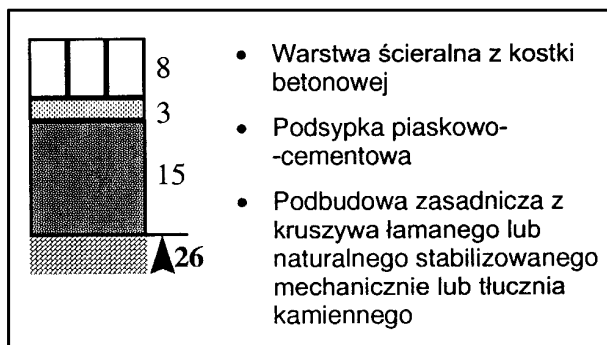 8
3
15
26
• Warstwa ścieralna z kostki
betonowej
• Podsypka piaskowo-
-cementowa
• Podbudowa zasadnicza z
kruszywa łamanego lub
naturalnego stabilizowanego
mechanicznie lub tłucznia
kamiennego